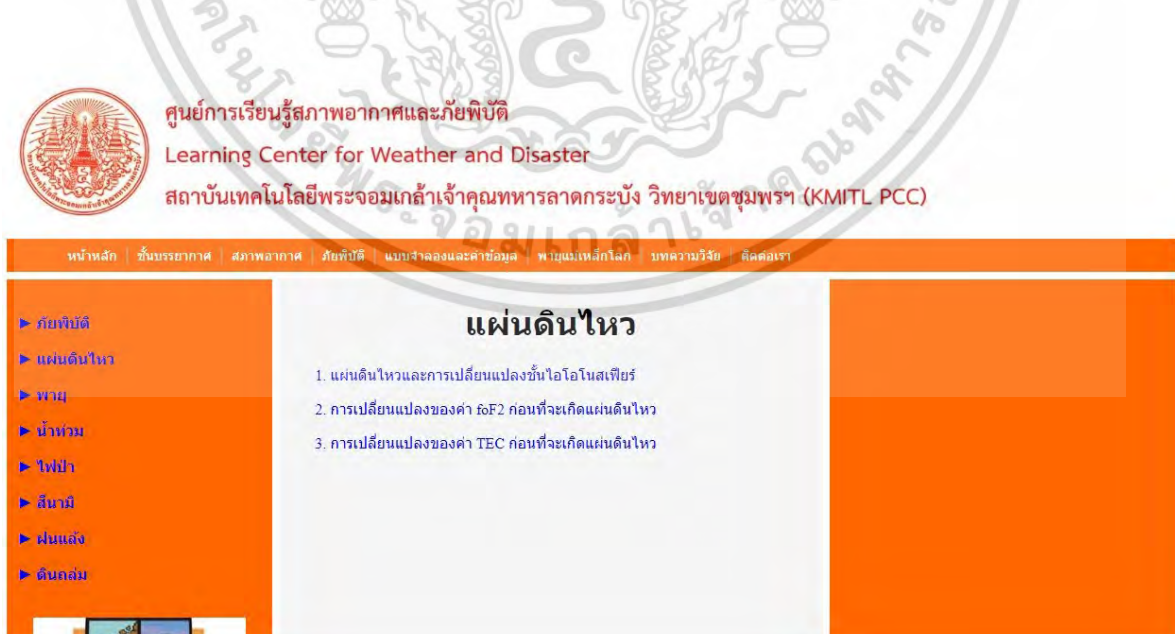 ศูนย์การเรียนรู้สภาพอากาศและภัยพิบัติ
Learning Center for Weather and Disaster
สถาบันเทคโนโลยีพระจอมเกล้าเจ้าคุณทหารลาดกระบัง วิทยาเขตชุมพรฯ (KMITL PCC)
หน้าหลัก | ชั้นบรรยากาศ | สภาพอากาศ | ภัยพิบัติ | แบบจำลองและค่าข้อมูล | พายุแม่เหล็กโลก | บทความวิจัย | ติดต่อเรา
► ภัยพิบัติ
► แผ่นดินไหว
► พายุ
► น้ำท่วม
► ไฟป่า
► สึนามิ
► ฝนแล้ง
► ดินถล่ม
แผ่นดินไหว
1. แผ่นดินไหวและการเปลี่ยนแปลงชั้นไอโอโนสเฟียร์
2. การเปลี่ยนแปลงของค่า foF2 ก่อนที่จะเกิดแผ่นดินไหว
3. การเปลี่ยนแปลงของค่า TEC ก่อนที่จะเกิดแผ่นดินไหว